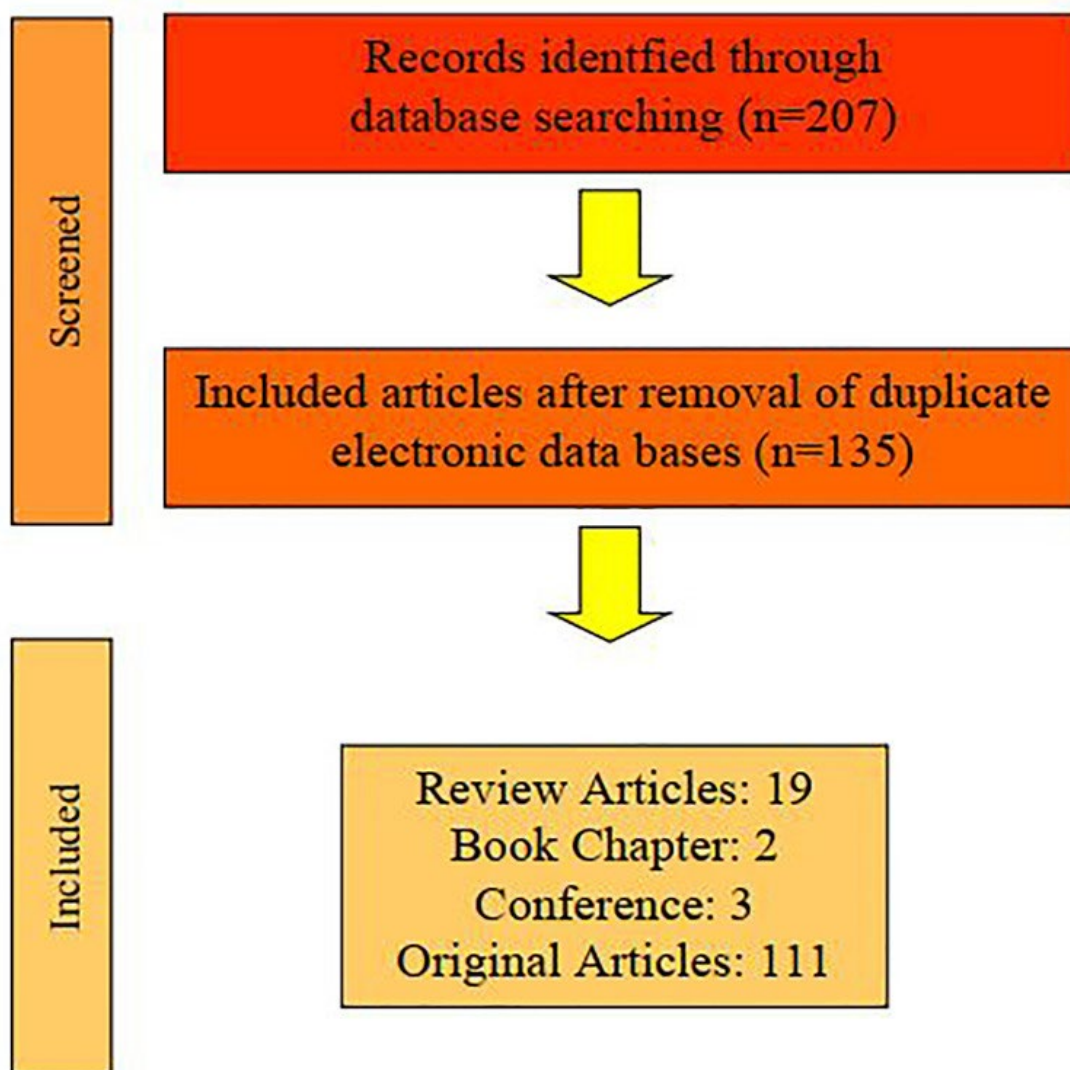 Screened
Records identfied through
database searching (n=207)
Included articles after removal of duplicate
electronic data bases (n=135)
Included
Review Articles: 19
Book Chapter: 2
Conference: 3
Original Articles: 111